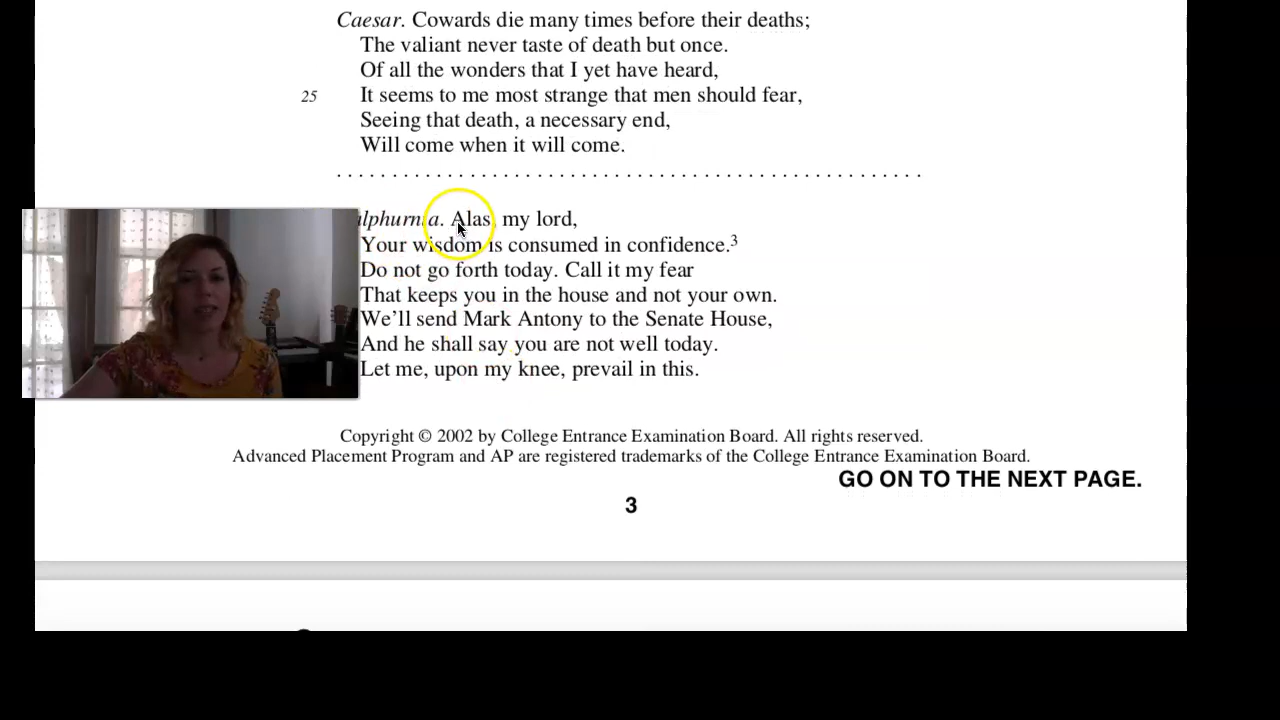 Caesar. Cowards die many times before their deaths;
The valiant never taste of death but once.
Of all the wonders that I yet have heard,
25 It seems to me most strange that men should fear,
Seeing that death, a necessary end,
Will come when it will come.
. . . . . . . . . . . . . . . . . . . . . . . . . . . . . . . . . . . . . . . . . . . . . . . . . . . . .
alphurnia. Alas, my lord,
Your wisdom is consumed in confidence.3
Do not go forth today. Call it my fear
That keeps you in the house and not your own.
We’ll send Mark Antony to the Senate House,
And he shall say you are not well today.
Let me, upon my knee, prevail in this.
Copyright © 2002 by College Entrance Examination Board. All rights reserved.
Advanced Placement Program and AP are registered trademarks of the College Entrance Examination Board.
GO ON TO THE NEXT PAGE.
3